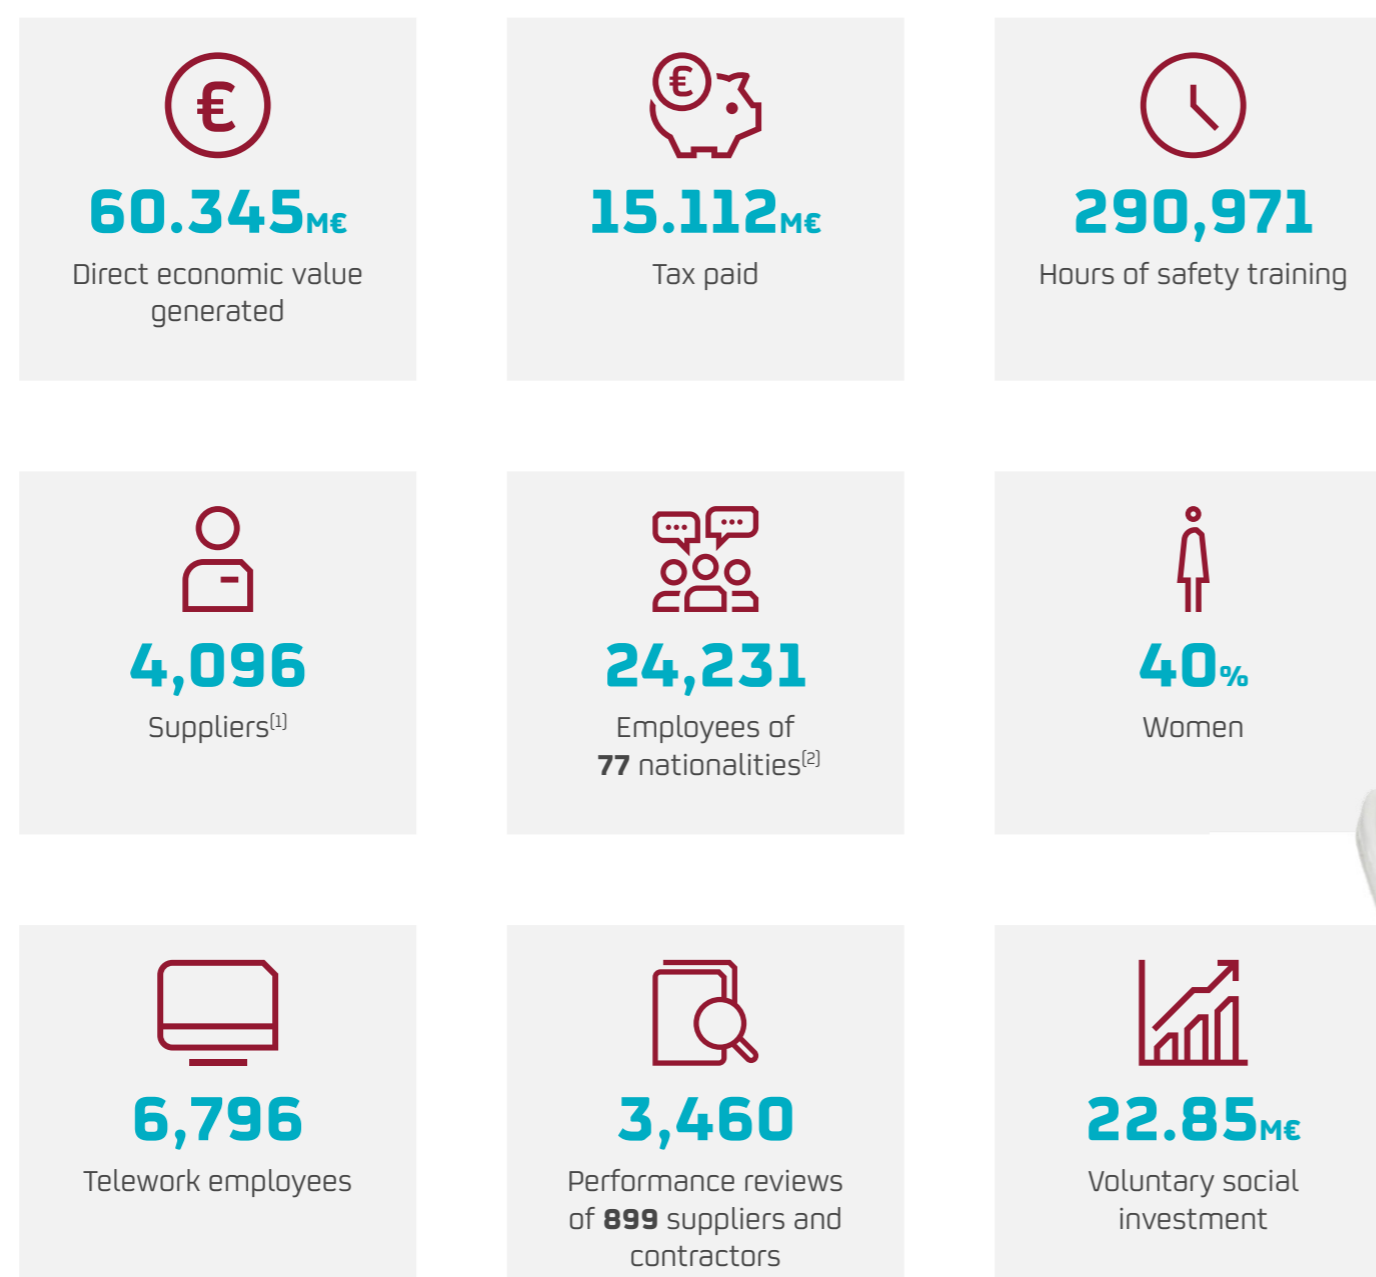 €
60.345M€
Direct economic value
generated
€
15.112M€
Tax paid
290,971
Hours of safety training
4,096
Suppliers(1)
24,231
Employees of
77 nationalities(2)
40%
Women
6,796
Telework employees
3,460
Performance reviews
of 899 suppliers and
contractors
22.85M€
Voluntary social
investment